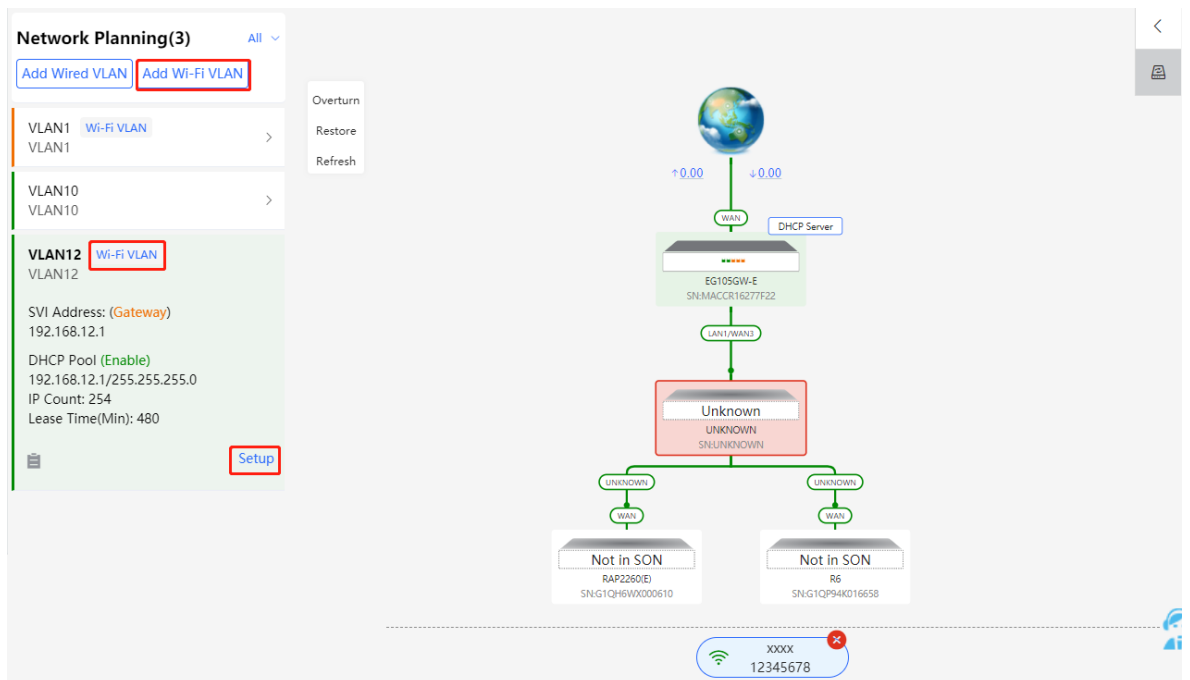 Network Planning(3)
All
Add Wired VLAN
Add Wi-Fi VLAN
VLAN1 Wi-Fi VLAN
VLAN1
VLAN10
VLAN10
VLAN12 Wi-Fi VLAN
VLAN12
SVI Address: (Gateway)
192.168.12.1
DHCP Pool (Enable)
192.168.12.1/255.255.255.0
IP Count: 254
Lease Time(Min): 480
Setup
Overturn
Restore
Refresh
↑0.00 ↓0.00
WAN
DHCP Server
EG105GW-E
SN:MACCR16277F22
LAN1/WAN3
Unknown
UNKNOWN
SN:UNKNOWN
UNKNOWN
UNKNOWN
WAN
WAN
Not in SON
RAP2260(E)
SN:G1QH6WX000610
Not in SON
R6
SN:G1QP94K016658
XXXX
12345678